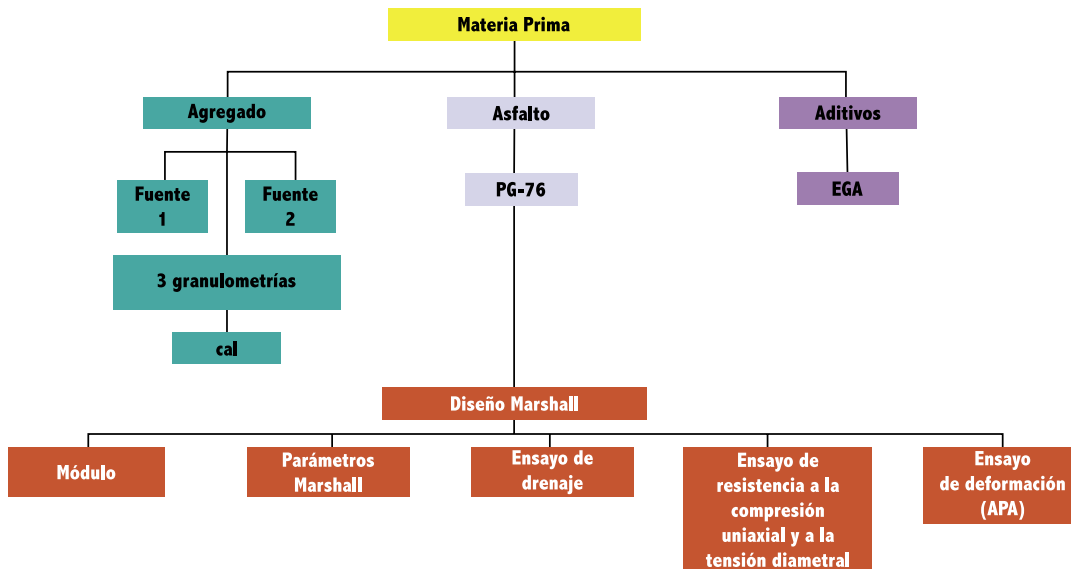 Materia Prima
Agregado
Asfalto
Aditivos
Fuente
1
Fuente
2
PG-76
EGA
3 granulometrías
cal
Diseño Marshall
Módulo
Parámetros
Marshall
Ensayo de
drenaje
Ensayo de
resistencia a la
compresión
uniaxial y a la
tensión diametral
Ensayo
de deformación
(APA)